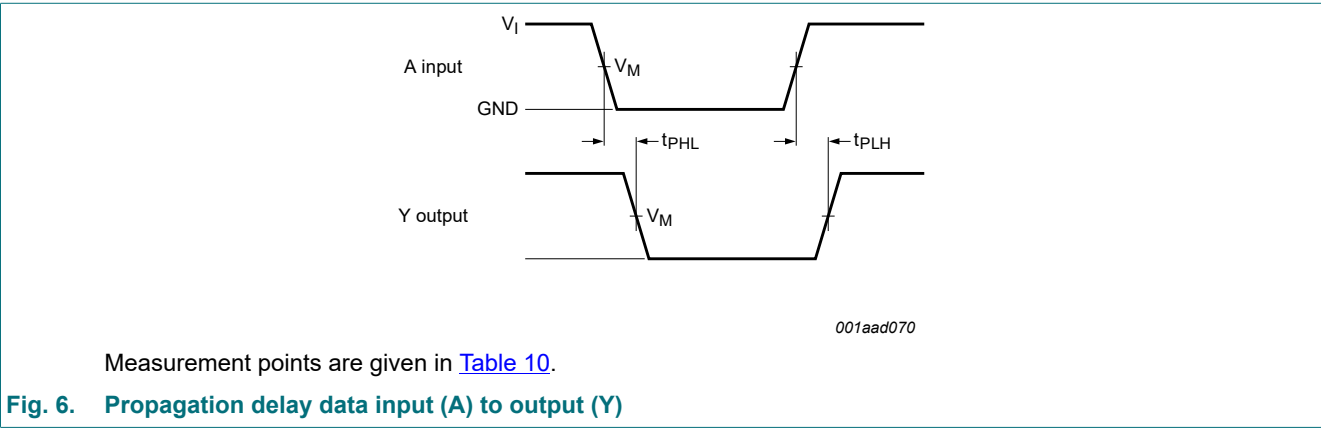 V_I
A input
V_M
GND
t_PHL
t_PLH
Y output
V_M
001aad070
Measurement points are given in Table 10.
Fig. 6. Propagation delay data input (A) to output (Y)